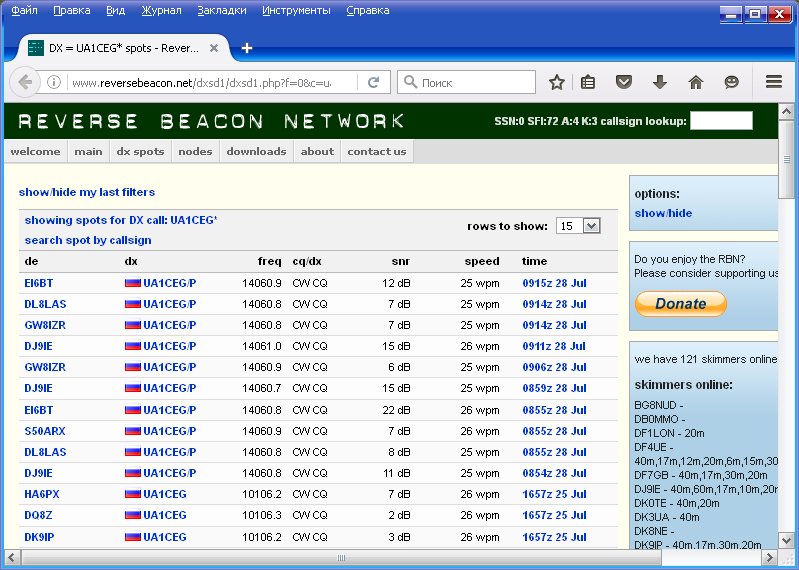 Файл Правка Вид Журнал Закладки Инструменты Справка
DX = UA1CEG* spots - Rever...
www.reversebeacon.net/dxsd1/dxsd1.php?f=0&c=u
Поиск
REVERSE BEACON NETWORK
SSN:0 SFI:72 A:4 K:3 callsign lookup:
welcome main dx spots nodes downloads about contact us
show/hide my last filters
showing spots for DX call: UA1CEG*
search spot by callsign
rows to show: 15
de dx freq cq/dx snr speed time
EI6BT UA1CEG/P 14060.9 CW CQ 12 dB 25 wpm 0915z 28 Jul
DL8LAS UA1CEG/P 14060.8 CW CQ 7 dB 25 wpm 0914z 28 Jul
GW8IZR UA1CEG/P 14060.8 CW CQ 7 dB 25 wpm 0914z 28 Jul
DJ9IE UA1CEG/P 14061.0 CW CQ 15 dB 26 wpm 0911z 28 Jul
GW8IZR UA1CEG/P 14060.9 CW CQ 6 dB 25 wpm 0906z 28 Jul
DJ9IE UA1CEG/P 14060.7 CW CQ 15 dB 25 wpm 0859z 28 Jul
EI6BT UA1CEG/P 14060.8 CW CQ 22 dB 26 wpm 0855z 28 Jul
S50ARX UA1CEG/P 14060.9 CW CQ 7 dB 26 wpm 0855z 28 Jul
DL8LAS UA1CEG/P 14060.8 CW CQ 8 dB 25 wpm 0855z 28 Jul
DJ9IE UA1CEG/P 14060.8 CW CQ 11 dB 25 wpm 0854z 28 Jul
HA6PX UA1CEG 10106.2 CW CQ 7 dB 26 wpm 1657z 25 Jul
DQ8Z UA1CEG 10106.3 CW CQ 2 dB 26 wpm 1657z 25 Jul
DK9IP UA1CEG 10106.2 CW CQ 3 dB 26 wpm 1657z 25 Jul
options:
show/hide
Do you enjoy the RBN?
Please consider supporting us
Donate
we have 121 skimmers online
skimmers online:
BG8NUD -
DB0MMO -
DF1LON - 20m
DF4UE -
40m,17m,12m,20m,6m,15m,30
DF7GB - 40m,17m,30m,20m
DJ9IE - 40m,60m,17m,10m,20m
DK0TE - 40m,20m
DK3UA - 40m
DK8NE -
DK9IP - 40m,17m,30m,20m